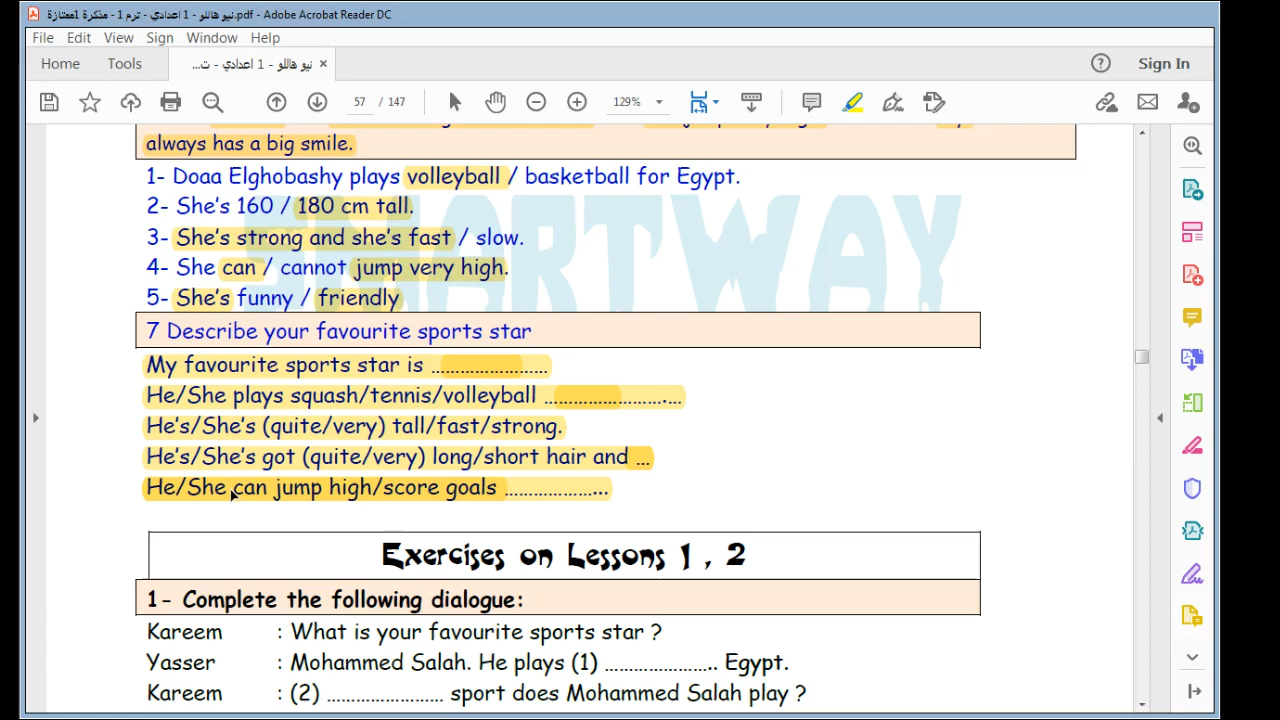 نيو هاللو - 1 اعدادي - ترم 1 - مذكرة 1ممتازة.pdf - Adobe Acrobat Reader DC
File Edit View Sign Window Help
Home Tools نيو هاللو - 1 اعدادي - ت... × Sign In
57 / 147 129%
always has a big smile.
SMARTWAY
1- Doaa Elghobashy plays volleyball / basketball for Egypt.
2- She's 160 / 180 cm tall.
3- She's strong and she's fast / slow.
4- She can / cannot jump very high.
5- She's funny / friendly
7 Describe your favourite sports star
My favourite sports star is .......................
He/She plays squash/tennis/volleyball ...........................
He's/She's (quite/very) tall/fast/strong.
He's/She's got (quite/very) long/short hair and ...
He/She can jump high/score goals .....................
Exercises on Lessons 1 , 2
1- Complete the following dialogue:
Kareem : What is your favourite sports star ?
Yasser : Mohammed Salah. He plays (1) ...................... Egypt.
Kareem : (2) ...................... sport does Mohammed Salah play ?